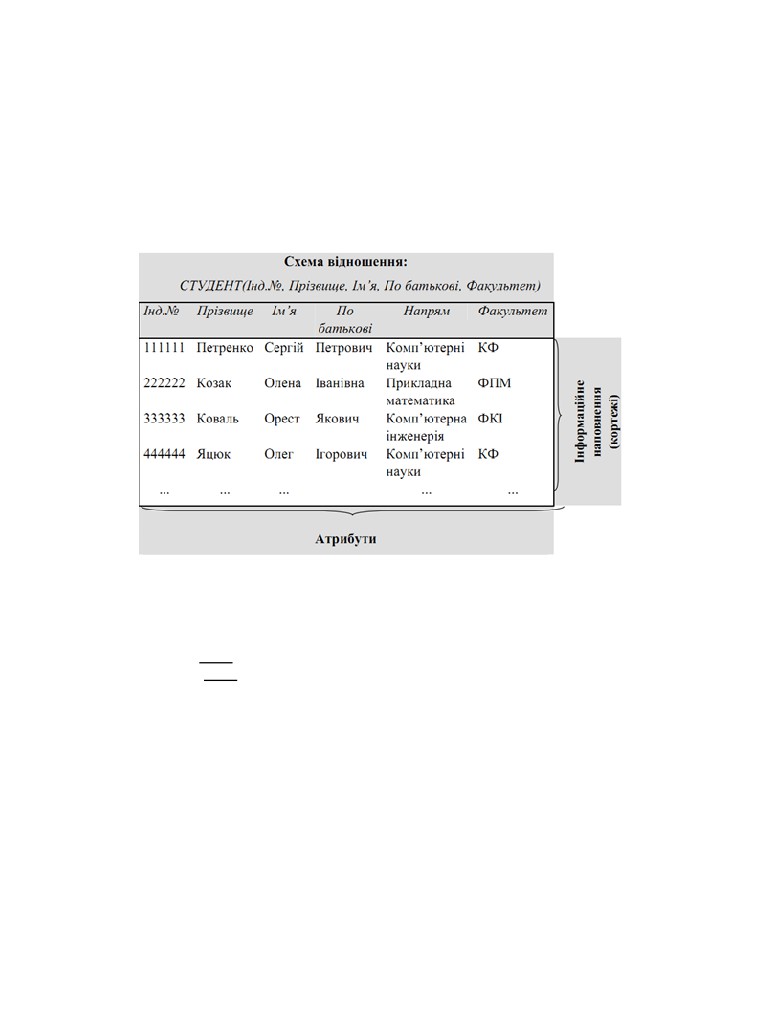 Схема відношення:
СТУДЕНТ(Інд.№, Прізвище, Ім’я, По батькові, Факультет)
Інд.№ Прізвище Ім’я По Напрям Факультет
батькові
111111 Петренко Сергій Петрович Комп’ютерні КФ
науки
222222 Козак Олена Іванівна Прикладна ФПМ
математика
333333 Коваль Орест Якович Комп’ютерна ФКІ
інженерія
444444 Яцюк Олег Ігорович Комп’ютерні КФ
науки
... ... ... ... ...
Інформаційне
наповнення
(кортежі)
Атрибути